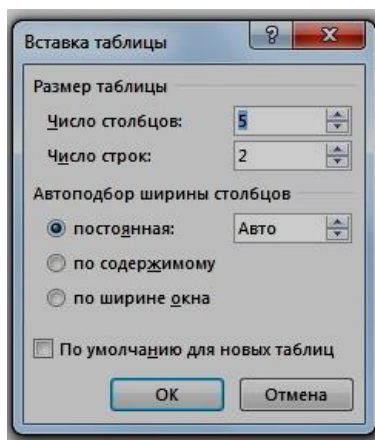 Вставка таблицы
Размер таблицы
Число столбцов: 5
Число строк: 2
Автоподбор ширины столбцов
постоянная: Авто
по содержимому
по ширине окна
По умолчанию для новых таблиц
ОК Отмена